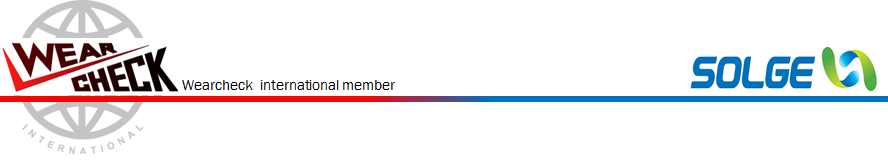 WEAR
CHECK
Wearcheck international member
SOLGE
INTERNATIONAL